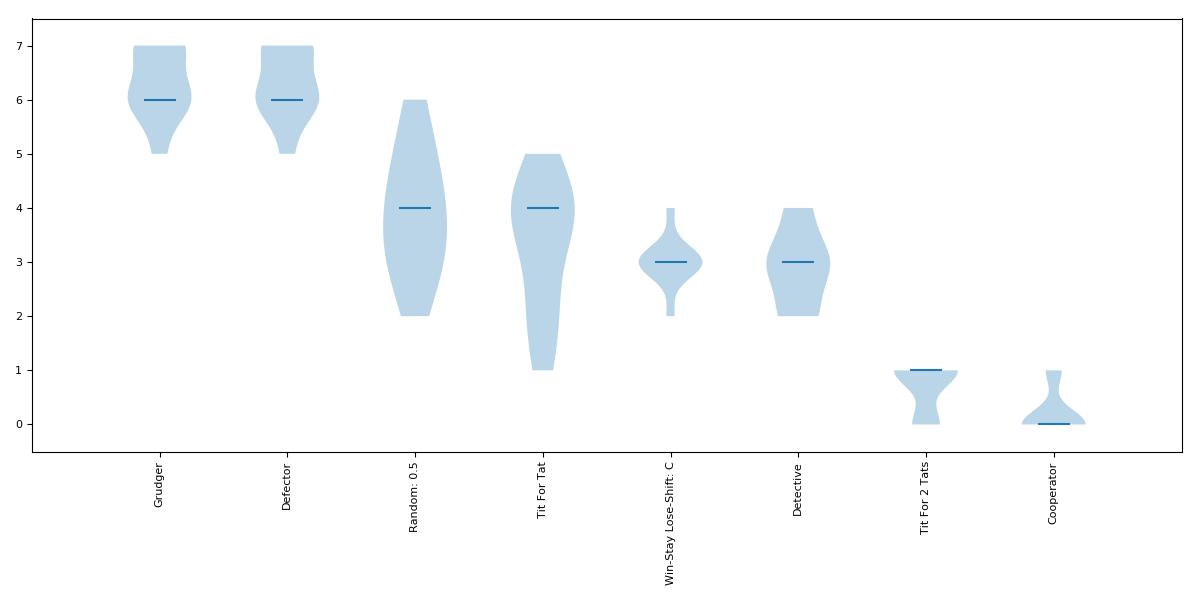 7
6
5
4
3
2
1
0
Grudger
Defector
Random: 0.5
Tit For Tat
Win-Stay Lose-Shift: C
Detective
Tit For 2 Tats
Cooperator